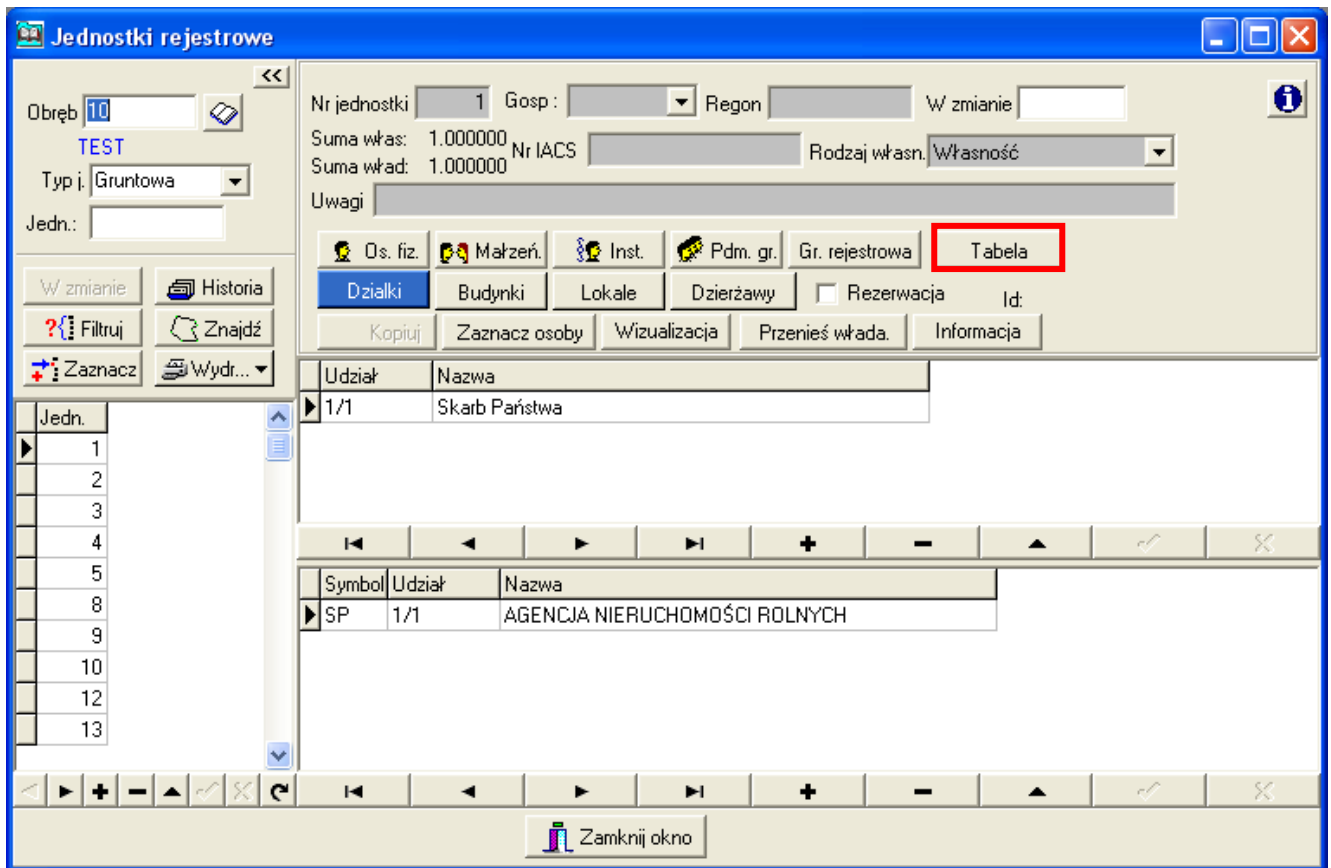 Jednostki rejestrowe
<<
Obręb 10
TEST
Typ j. Gruntowa
Jedn.:
W zmianie Historia
?{ Filtruj Znajdź
Zaznacz Wydr...
Jedn.
1
2
3
4
5
8
9
10
12
13
Nr jednostki 1 Gosp : Regon W zmianie
Suma włas: 1.000000 Nr IACS Rodzaj własn. Własność
Suma wład: 1.000000
Uwagi
Os. fiz. Małżeń. Inst. Pdm. gr. Gr. rejestrowa Tabela
Dzialki Budynki Lokale Dzierżawy Rezerwacja Id:
Kopiuj Zaznacz osoby Wizualizacja Przenieś włada. Informacja
Udział Nazwa
1/1 Skarb Państwa
Symbol Udział Nazwa
SP 1/1 AGENCJA NIERUCHOMOŚCI ROLNYCH
Zamknij okno